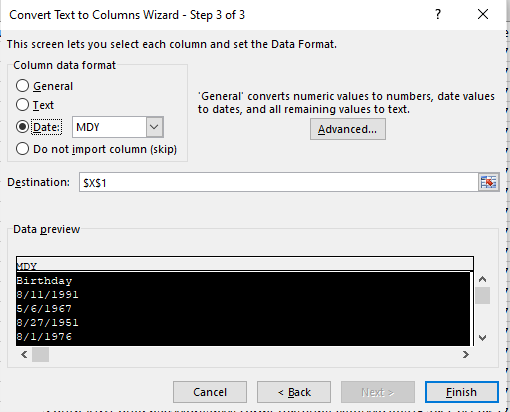 Convert Text to Columns Wizard - Step 3 of 3
? ×
This screen lets you select each column and set the Data Format.
Column data format
General
Text
Date: MDY
Do not import column (skip)
'General' converts numeric values to numbers, date values
to dates, and all remaining values to text.
Advanced...
Destination: $X$1
Data preview
MDY
Birthday
8/11/1991
5/6/1967
8/27/1951
8/1/1976
Cancel < Back Next > Finish